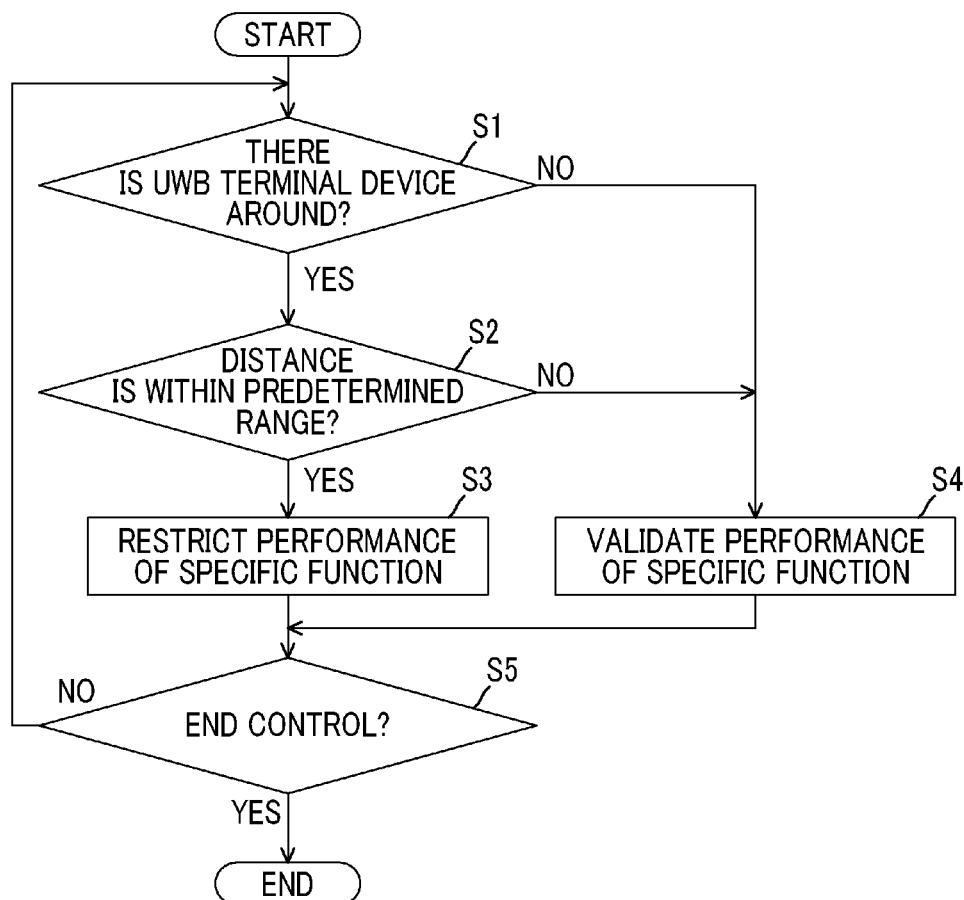 START
S1
THERE
IS UWB TERMINAL DEVICE
AROUND?
NO
YES
S2
DISTANCE
IS WITHIN PREDETERMINED
RANGE?
NO
YES
S3
RESTRICT PERFORMANCE
OF SPECIFIC FUNCTION
S4
VALIDATE PERFORMANCE
OF SPECIFIC FUNCTION
S5
NO
END CONTROL?
YES
END